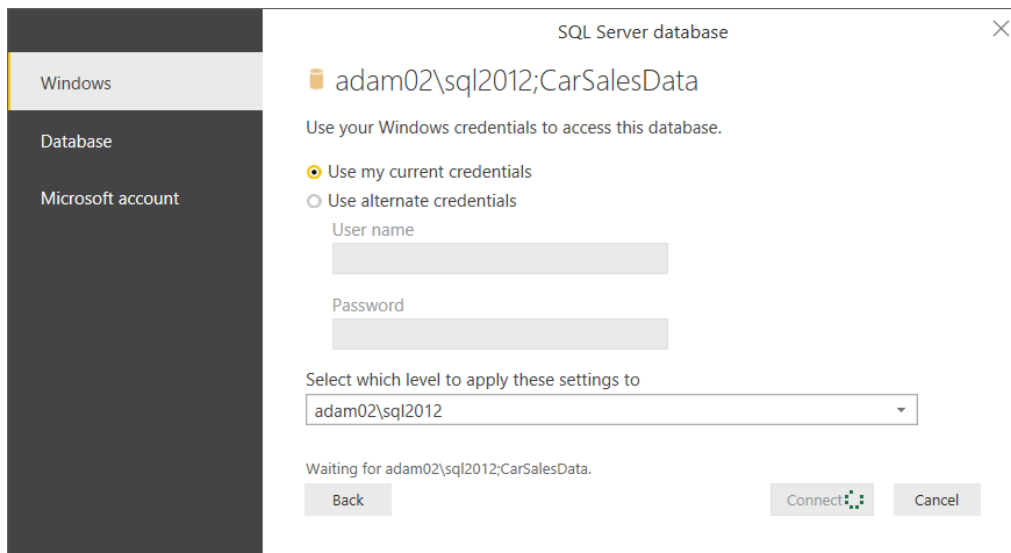 SQL Server database
Windows
Database
Microsoft account
adam02\sql2012;CarSalesData
Use your Windows credentials to access this database.
Use my current credentials
Use alternate credentials
User name
Password
Select which level to apply these settings to
adam02\sql2012
Waiting for adam02\sql2012;CarSalesData.
Back
Connect
Cancel